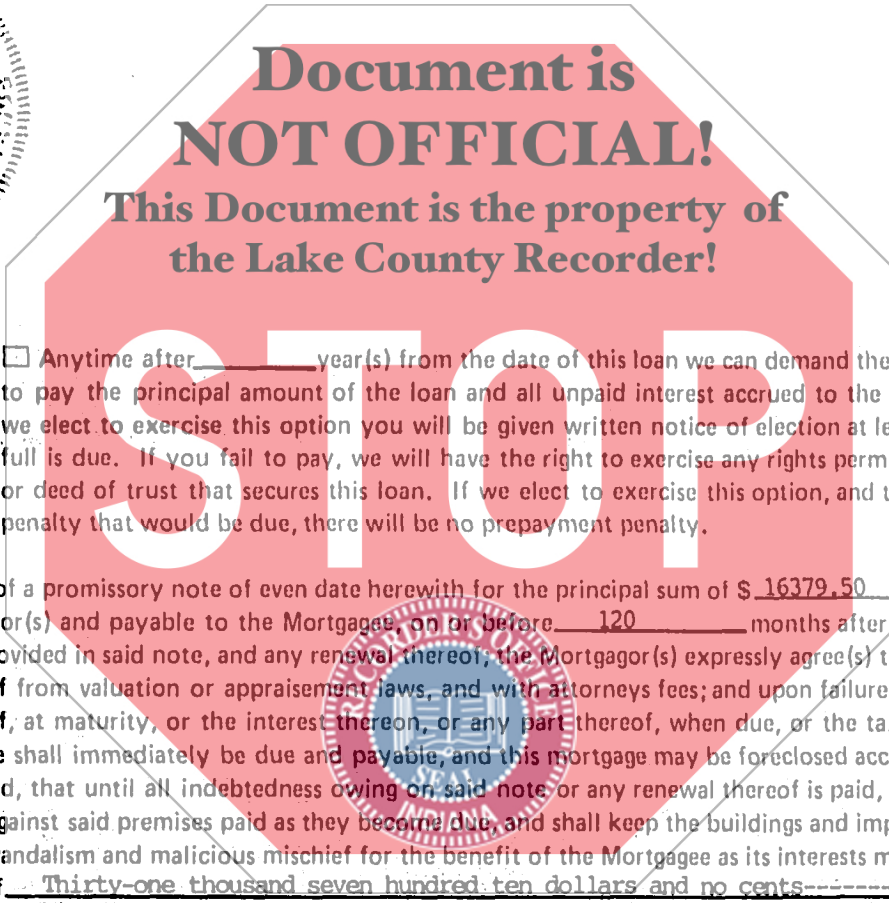 Document is
NOT OFFICIAL!
This Document is the property of
the Lake County Recorder!
STOP
Anytime after________year(s) from the date of this loan we can demand the
to pay the principal amount of the loan and all unpaid interest accrued to the
we elect to exercise this option you will be given written notice of election at le
full is due. If you fail to pay, we will have the right to exercise any rights perm
or deed of trust that secures this loan. If we elect to exercise this option, and t
penalty that would be due, there will be no prepayment penalty.
of a promissory note of even date herewith for the principal sum of $ 16379.50
or(s) and payable to the Mortgagee, on or before 120 months after
ovided in said note, and any renewal thereof; the Mortgagor(s) expressly agree(s) t
f from valuation or appraisement laws, and with attorneys fees; and upon failure
f, at maturity, or the interest thereon, or any part thereof, when due, or the ta
e shall immediately be due and payable, and this mortgage may be foreclosed acc
d, that until all indebtedness owing on said note or any renewal thereof is paid,
gainst said premises paid as they become due, and shall keep the buildings and imp
andalism and malicious mischief for the benefit of the Mortgagee as its interests m
f Thirty-one thousand seven hundred ten dollars and no cents---------
RECORDER'S OFFICE
SEAL
INDIANA